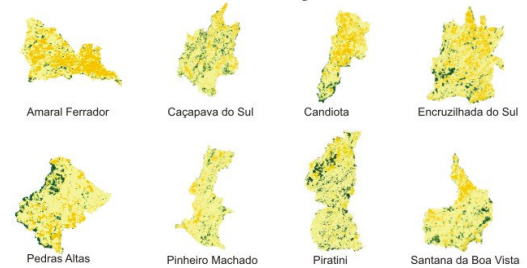 Amaral Ferrador
Caçapava do Sul
Candiota
Encruzilhada do Sul
Pedras Altas
Pinheiro Machado
Piratini
Santana da Boa Vista